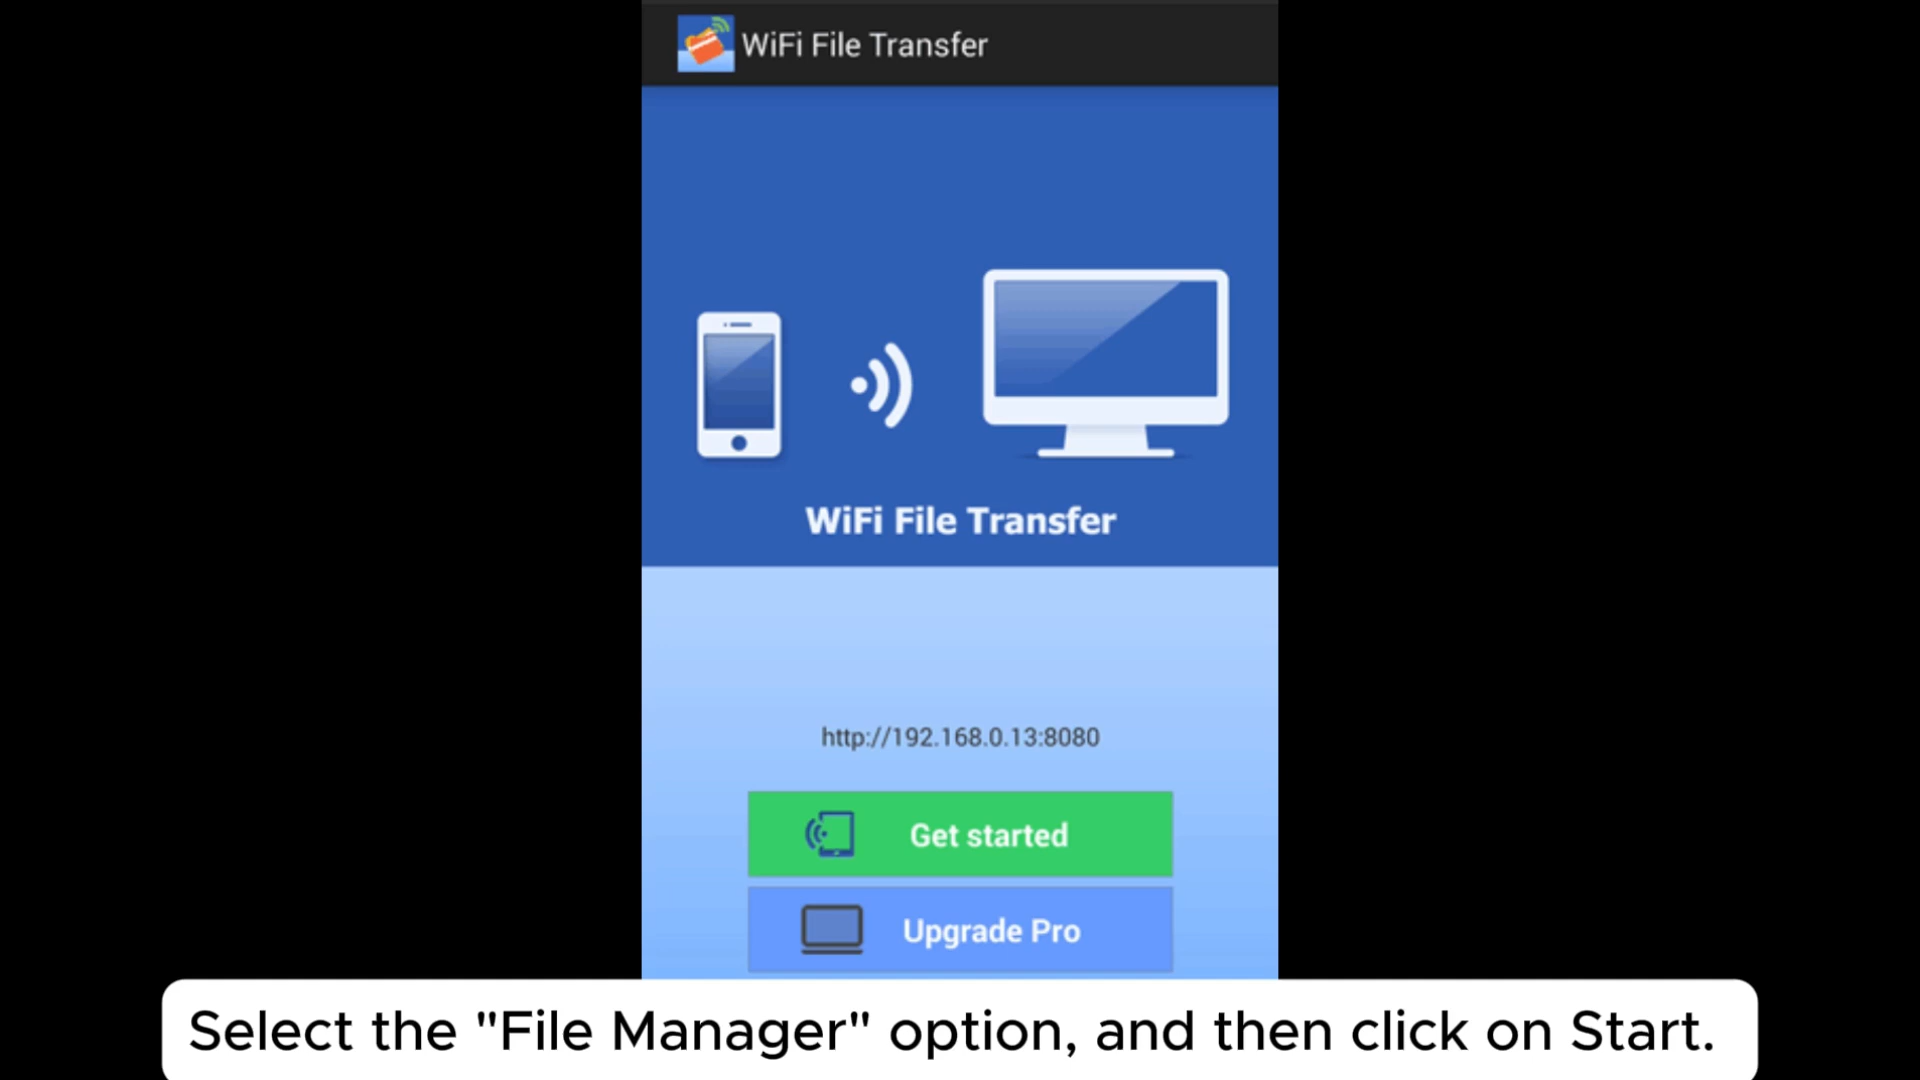 WiFi File Transfer
WiFi File Transfer
http://192.168.0.13:8080
Get started
Upgrade Pro
Select the "File Manager" option, and then click on Start.